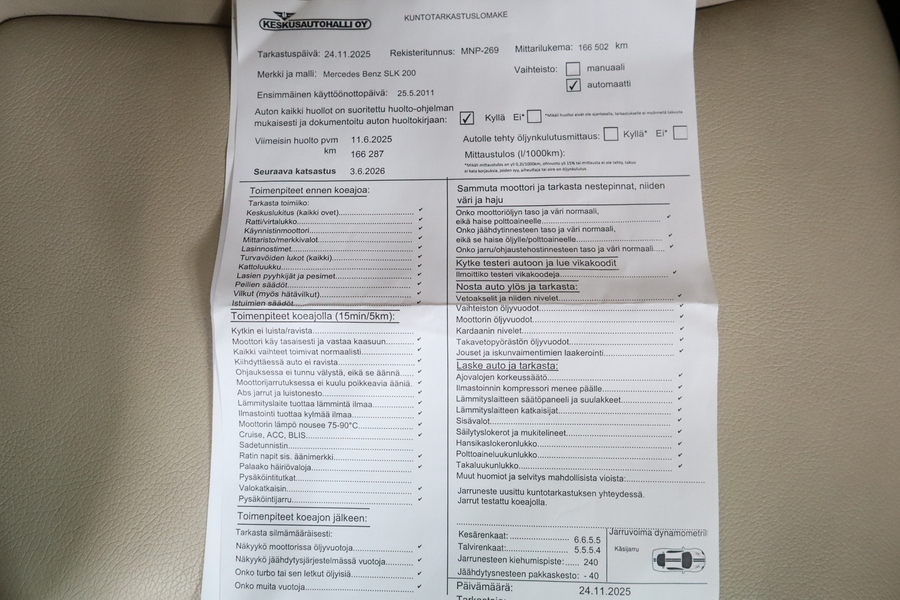 KESKUSAUTOHALLI OY
KUNTOTARKASTUSLOMAKE
Tarkastuspäivä: 24.11.2025 Rekisteritunnus: MNP-269 Mittarilukema: 166 502 km
Merkki ja malli: Mercedes Benz SLK 200
Vaihteisto: manuaali
automaatti
Ensimmäinen käyttöönottopäivä: 25.5.2011
Auton kaikki huollot on suoritettu huolto-ohjelman
mukaisesti ja dokumentoitu auton huoltokirjaan: Kyllä Ei*
Viimeisin huolto pvm 11.6.2025
km 166 287
Seuraava katsastus 3.6.2026
Autolle tehty öljynkulutusmittaus: Kyllä* Ei*
Mittaustulos (l/1000km):
Toimenpiteet ennen koeajoa:
Tarkasta toimiiko:
Keskuslukitus (kaikki ovet)
Ratti/virtalukko
Käynnistinmoottori
Mittaristo/merkkivalot
Lasinnostimet
Turvavöiden lukot (kaikki)
Kattoluukku
Lasien pyyhkijät ja pesimet
Peilien säädöt
Vilkut (myös hätävilkut)
Istuimien säädöt
Toimenpiteet koeajolla (15min/5km):
Kytkin ei luista/ravista
Moottori käy tasaisesti ja vastaa kaasuun
Kaikki vaihteet toimivat normaalisti
Kiihdyttäessä auto ei ravista
Ohjauksessa ei tunnu välystä, eikä se äännä
Moottorijarrutuksessa ei kuulu poikkeavia ääniä.
Abs jarrut ja luistonesto
Lämmityslaite tuottaa lämmintä ilmaa
Ilmastointi tuottaa kylmää ilmaa
Moottorin lämpö nousee 75-90°C
Cruise, ACC, BLIS
Sadetunnistin
Ratin napit sis. äänimerkki
Palaako häiriövaloja
Pysäköintitutkat
Valokatkaisin
Pysäköintijarru
Toimenpiteet koeajon jälkeen:
Tarkasta silmämääräisesti:
Näkyykö moottorissa öljyvuotoja
Näkyykö jäähdytysjärjestelmässä vuotoja
Onko turbo tai sen letkut öljyisiä
Onko muita vuotoja
Sammuta moottori ja tarkasta nestepinnat, niiden
väri ja haju
Onko moottoriöljyn taso ja väri normaali,
eikä haise polttoaineelle
Onko jäähdytinnesteen taso ja väri normaali,
eikä se haise öljylle/polttoaineelle
Onko jarru/ohjaustehostinnesteen taso ja väri normaali
Kytke testeri autoon ja lue vikakoodit
Ilmoittiko testeri vikakoodeja
Nosta auto ylös ja tarkasta:
Vetoakselit ja niiden nivelet
Vaihteiston öljyvuodot
Moottorin öljyvuodot
Kardaanin nivelet
Takavetopyörästön öljyvuodot
Jouset ja iskunvaimentimien laakerointi
Laske auto ja tarkasta:
Ajovalojen korkeussäätö
Ilmastoinnin kompressori menee päälle
Lämmityslaitteen säätöpaneeli ja suulakkeet
Lämmityslaitteen katkaisijat
Sisävalot
Säilytyslokerot ja mukitelineet
Hansikaslokeronlukko
Polttoaineluukunlukko
Takaluukunlukko
Muut huomiot ja selvitys mahdollisista vioista:
Jarruneste uusittu kuntotarkastuksen yhteydessä.
Jarrut testattu koeajolla.
Kesärenkaat: 6.6.5.5
Talvirenkaat: 5.5.5.4
Jarrunesteen kiehumispiste: 240
Jäähdytysnesteen pakkaskesto: - 40
Jarruvoima dynamometril
Käsijarru
Päivämäärä: 24.11.2025